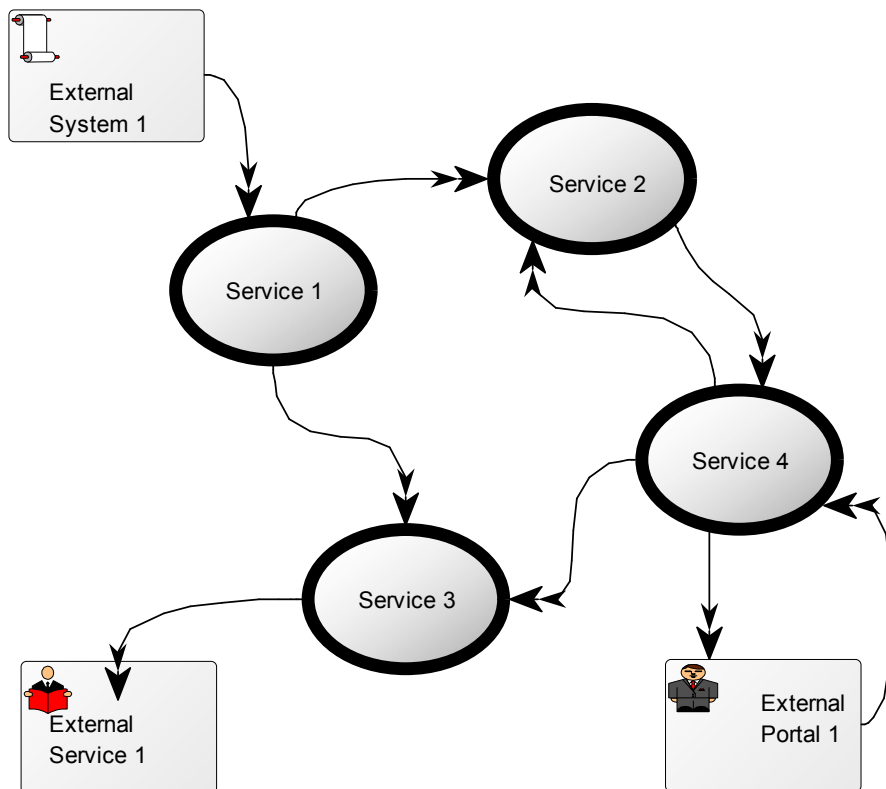 External
System 1
Service 2
Service 1
Service 4
Service 3
External
Service 1
External
Portal 1